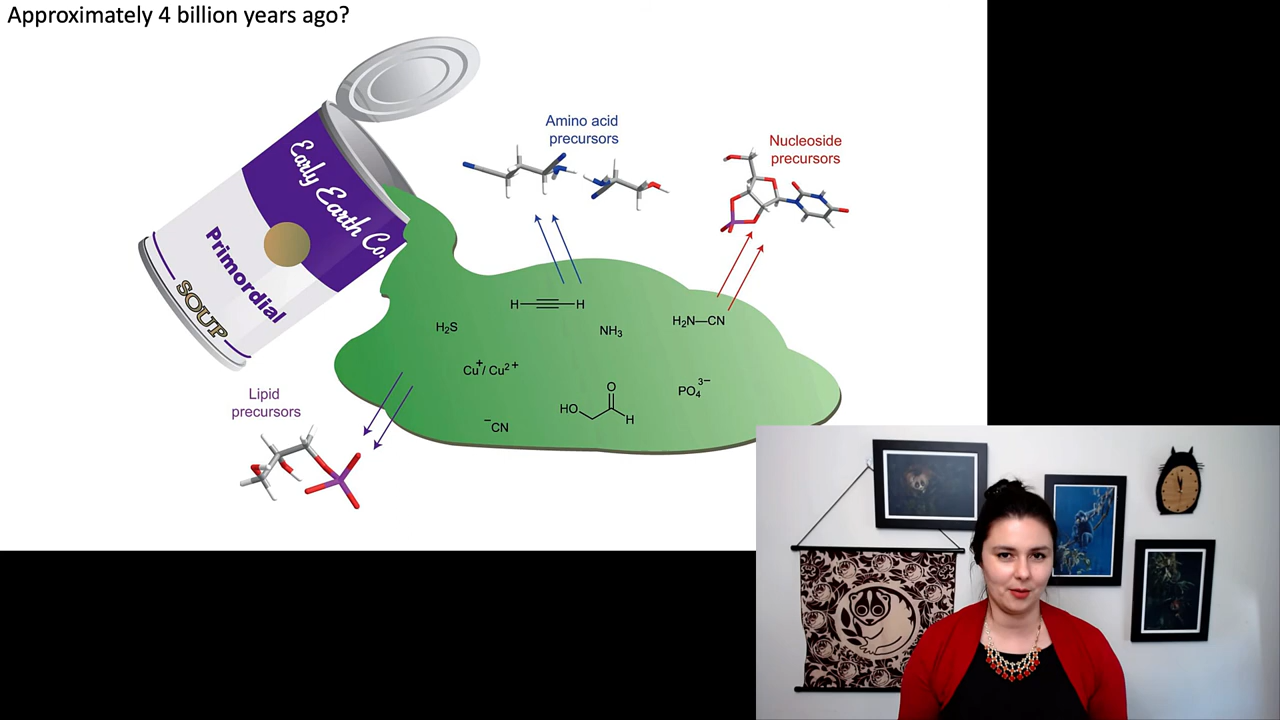 Approximately 4 billion years ago?
Early Earth Co.
Primordial
SOUP
Amino acid
precursors
Nucleoside
precursors
H—≡—H
H₂S
NH₃
H₂N—CN
Cu⁺/ Cu²⁺
PO₄³⁻
O
HO
H
⁻CN
Lipid
precursors